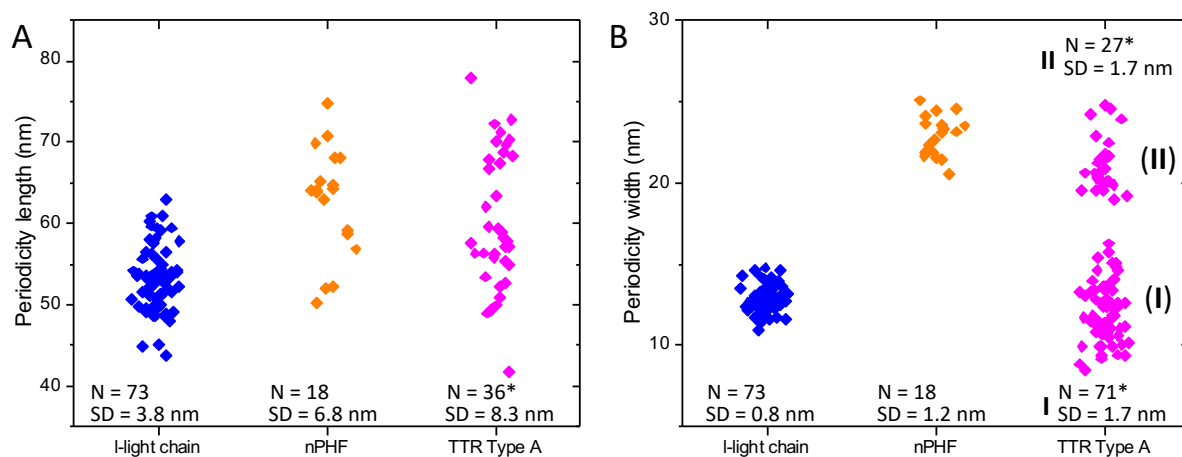 A
Periodicity length (nm)
80
70
60
50
40
N = 73
SD = 3.8 nm
N = 18
SD = 6.8 nm
N = 36*
SD = 8.3 nm
l-light chain
nPHF
TTR Type A
B
Periodicity width (nm)
30
20
10
II
N = 27*
SD = 1.7 nm
(II)
(I)
N = 73
SD = 0.8 nm
N = 18
SD = 1.2 nm
I
N = 71*
SD = 1.7 nm
l-light chain
nPHF
TTR Type A